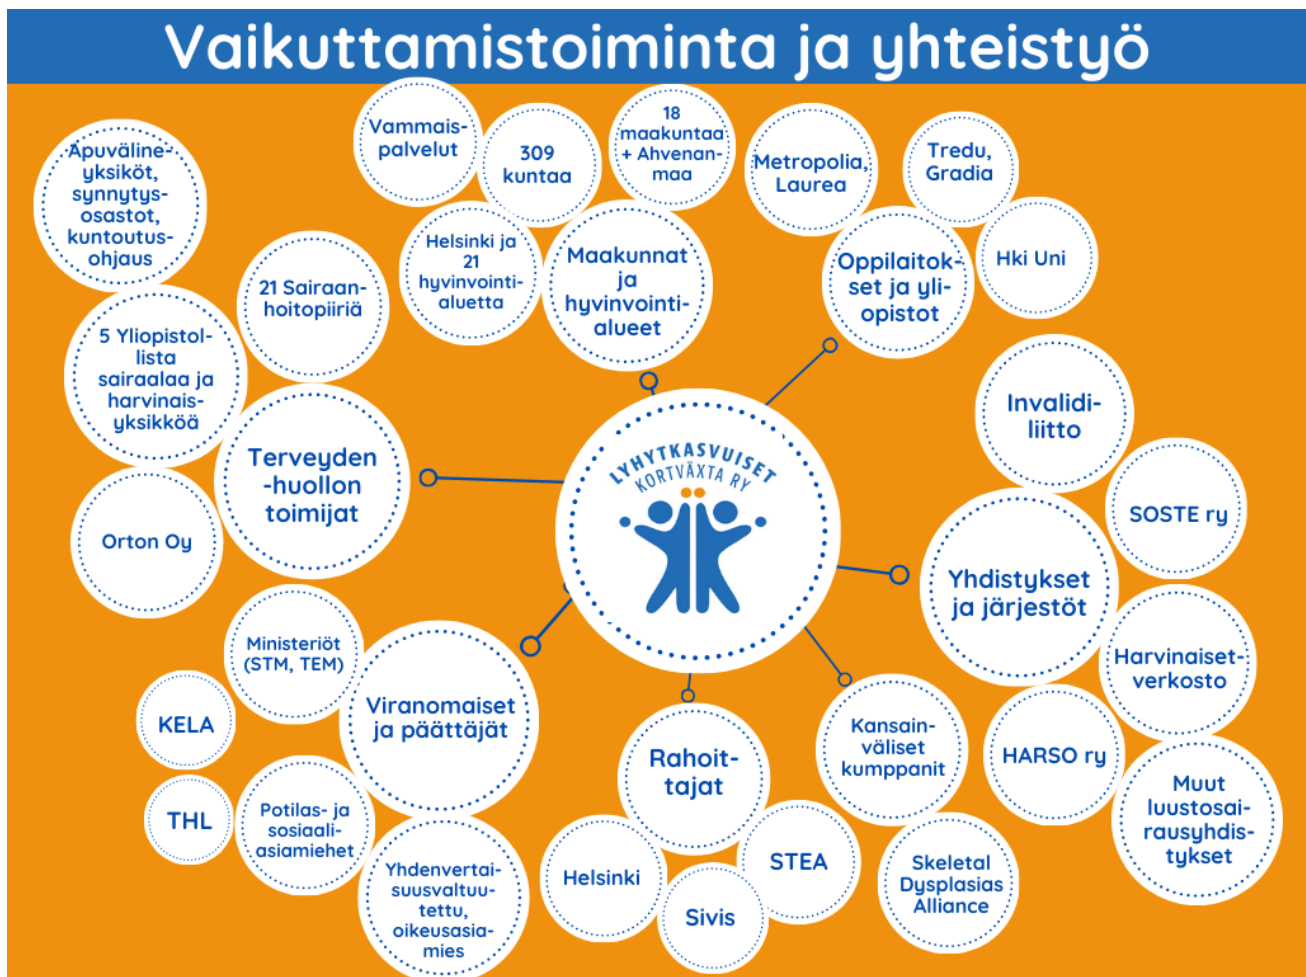 Vaikuttamistoiminta ja yhteistyö
Apuväline-
yksiköt,
synnytys-
osastot,
kuntoutus-
ohjaus
21 Sairaan-
hoitopiiriä
5 Yliopistol-
lista
sairaalaa ja
harvinais-
yksikköä
Terveyden
-huollon
toimijat
Orton Oy
Vammais-
palvelut
309
kuntaa
18
maakuntaa
+ Ahvenan-
maa
Helsinki ja
21
hyvinvointi-
aluetta
Maakunnat
ja
hyvinvointi-
alueet
Metropolia,
Laurea
Tredu,
Gradia
Hki Uni
Oppilaitok-
set ja yli-
opistot
LYHYTKASVUISET
KORTVÄXTA RY
Invalidi-
liitto
SOSTE ry
Yhdistykset
ja järjestöt
Harvinaiset-
verkosto
HARSO ry
Muut
luustosai-
rausyhdis-
tykset
Ministeriöt
(STM, TEM)
Viranomaiset
ja päättäjät
KELA
THL
Potilas- ja
sosiaali-
asiamiehet
Yhdenvertai-
suusvaltuu-
tettu,
oikeusasia-
mies
Rahoit-
tajat
Helsinki
Sivis
STEA
Kansain-
väliset
kumppanit
Skeletal
Dysplasias
Alliance